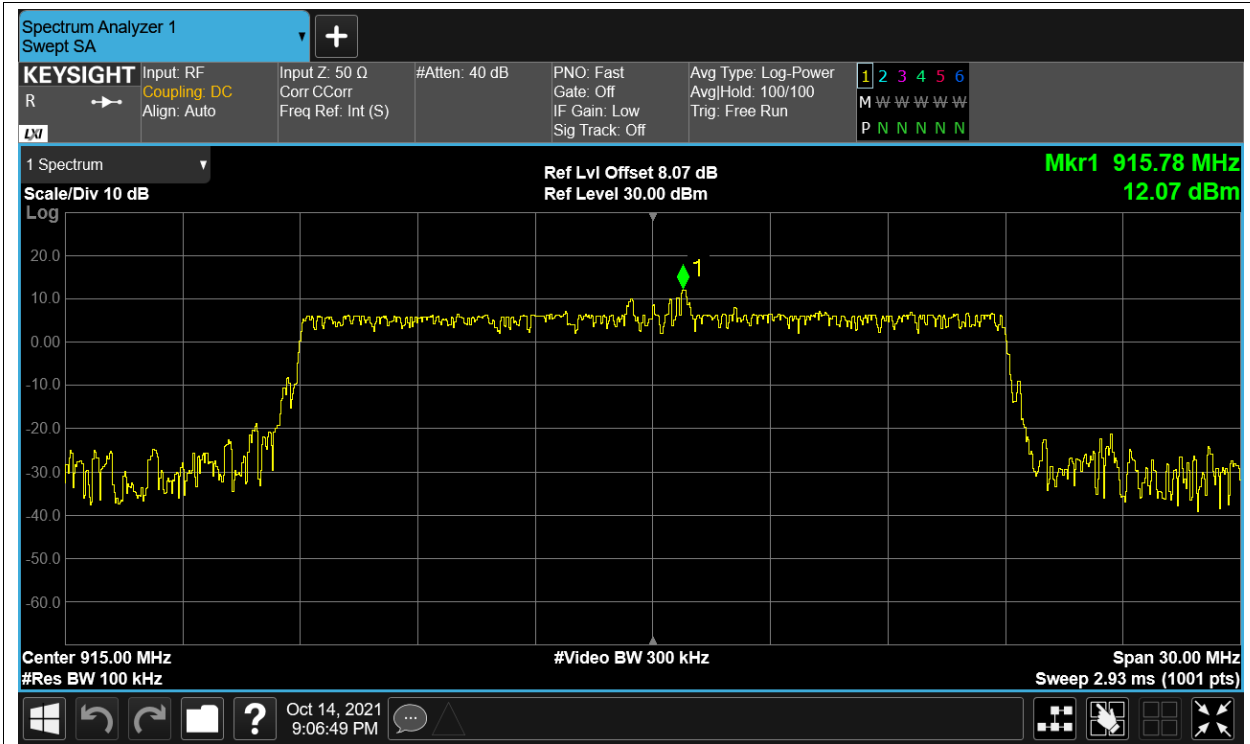 Spectrum Analyzer 1
Swept SA
+
KEYSIGHT
R
LXI
Input: RF
Coupling: DC
Align: Auto
Input Z: 50 Ω
Corr CCorr
Freq Ref: Int (S)
#Atten: 40 dB
PNO: Fast
Gate: Off
IF Gain: Low
Sig Track: Off
Avg Type: Log-Power
Avg|Hold: 100/100
Trig: Free Run
1 2 3 4 5 6
M W W W W W
P N N N N N
1 Spectrum
Scale/Div 10 dB
Log
Ref Lvl Offset 8.07 dB
Ref Level 30.00 dBm
Mkr1 915.78 MHz
12.07 dBm
1
20.0
10.0
0.00
-10.0
-20.0
-30.0
-40.0
-50.0
-60.0
Center 915.00 MHz
#Res BW 100 kHz
#Video BW 300 kHz
Span 30.00 MHz
Sweep 2.93 ms (1001 pts)
?
Oct 14, 2021
9:06:49 PM